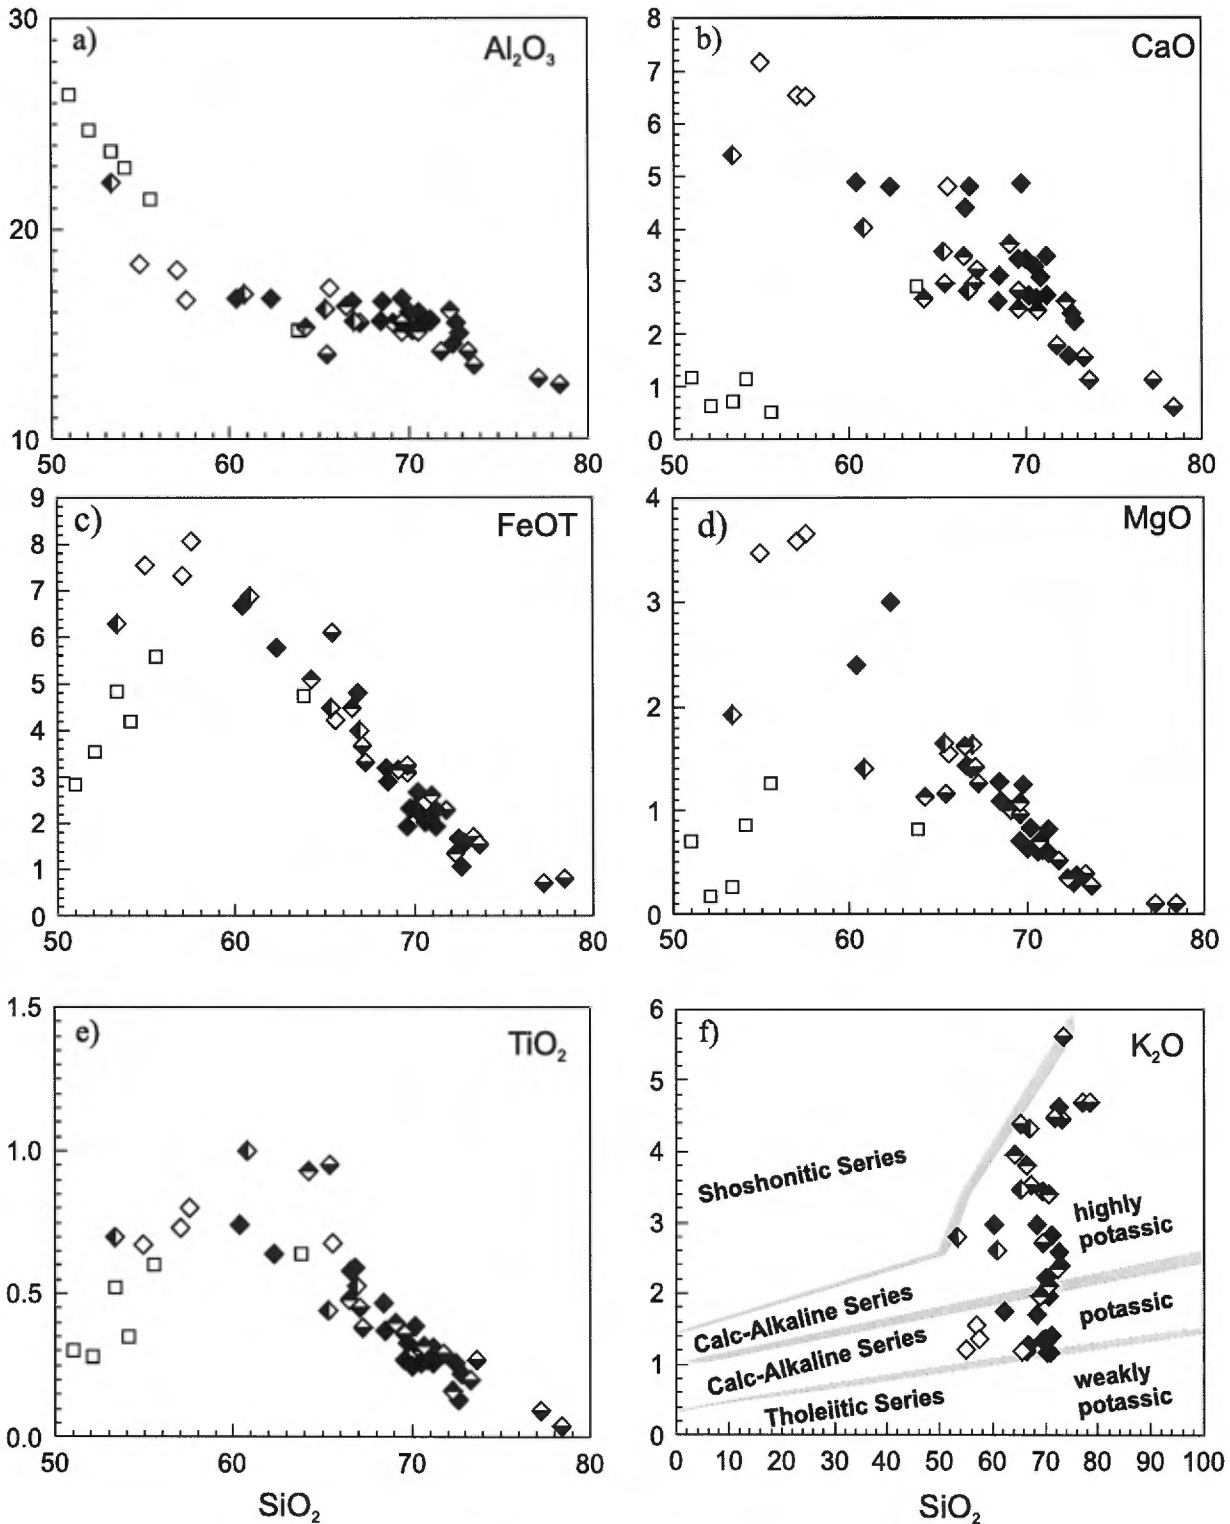 a)
Al₂O₃
30
20
10
50 60 70 80
b)
CaO
8
7
6
5
4
3
2
1
0
50 60 70 80
c)
FeOT
9
8
7
6
5
4
3
2
1
0
50 60 70 80
d)
MgO
4
3
2
1
0
50 60 70 80
e)
TiO₂
1.5
1.0
0.5
0.0
50 60 70 80
SiO₂
f)
K₂O
6
5
4
3
2
1
0
Shoshonitic Series
highly
potassic
Calc-Alkaline Series
potassic
Calc-Alkaline Series
Tholeiitic Series
weakly
potassic
0 10 20 30 40 50 60 70 80 90 100
SiO₂